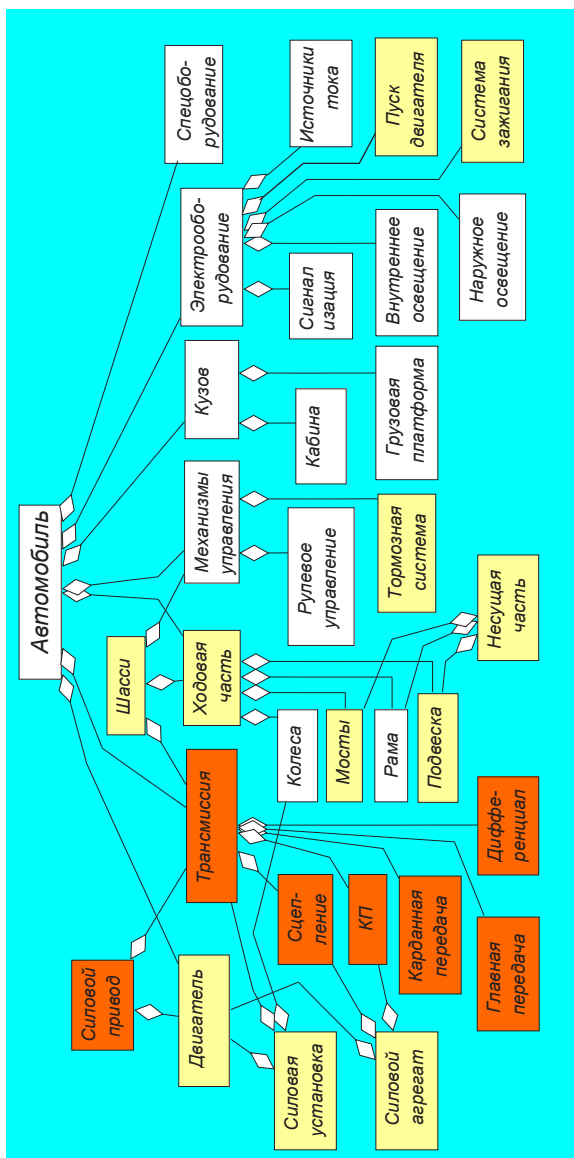 Автомобиль
Силовой
привод
Шасси
Двигатель
Трансмиссия
Ходовая
часть
Механизмы
управления
Кузов
Электрообо-
рудование
Спецобо-
рудование
Силовая
установка
Сцеп-
ление
Колеса
Рулевое
управление
Кабина
Сигнал
изация
Источники
тока
Мосты
КП
Рама
Силовой
агрегат
Карданная
передача
Подвеска
Тормозная
система
Грузовая
платформа
Внутреннее
освещение
Пуск
двигателя
Главная
передача
Диффе-
ренциал
Несущая
часть
Наружное
освещение
Система
зажигания